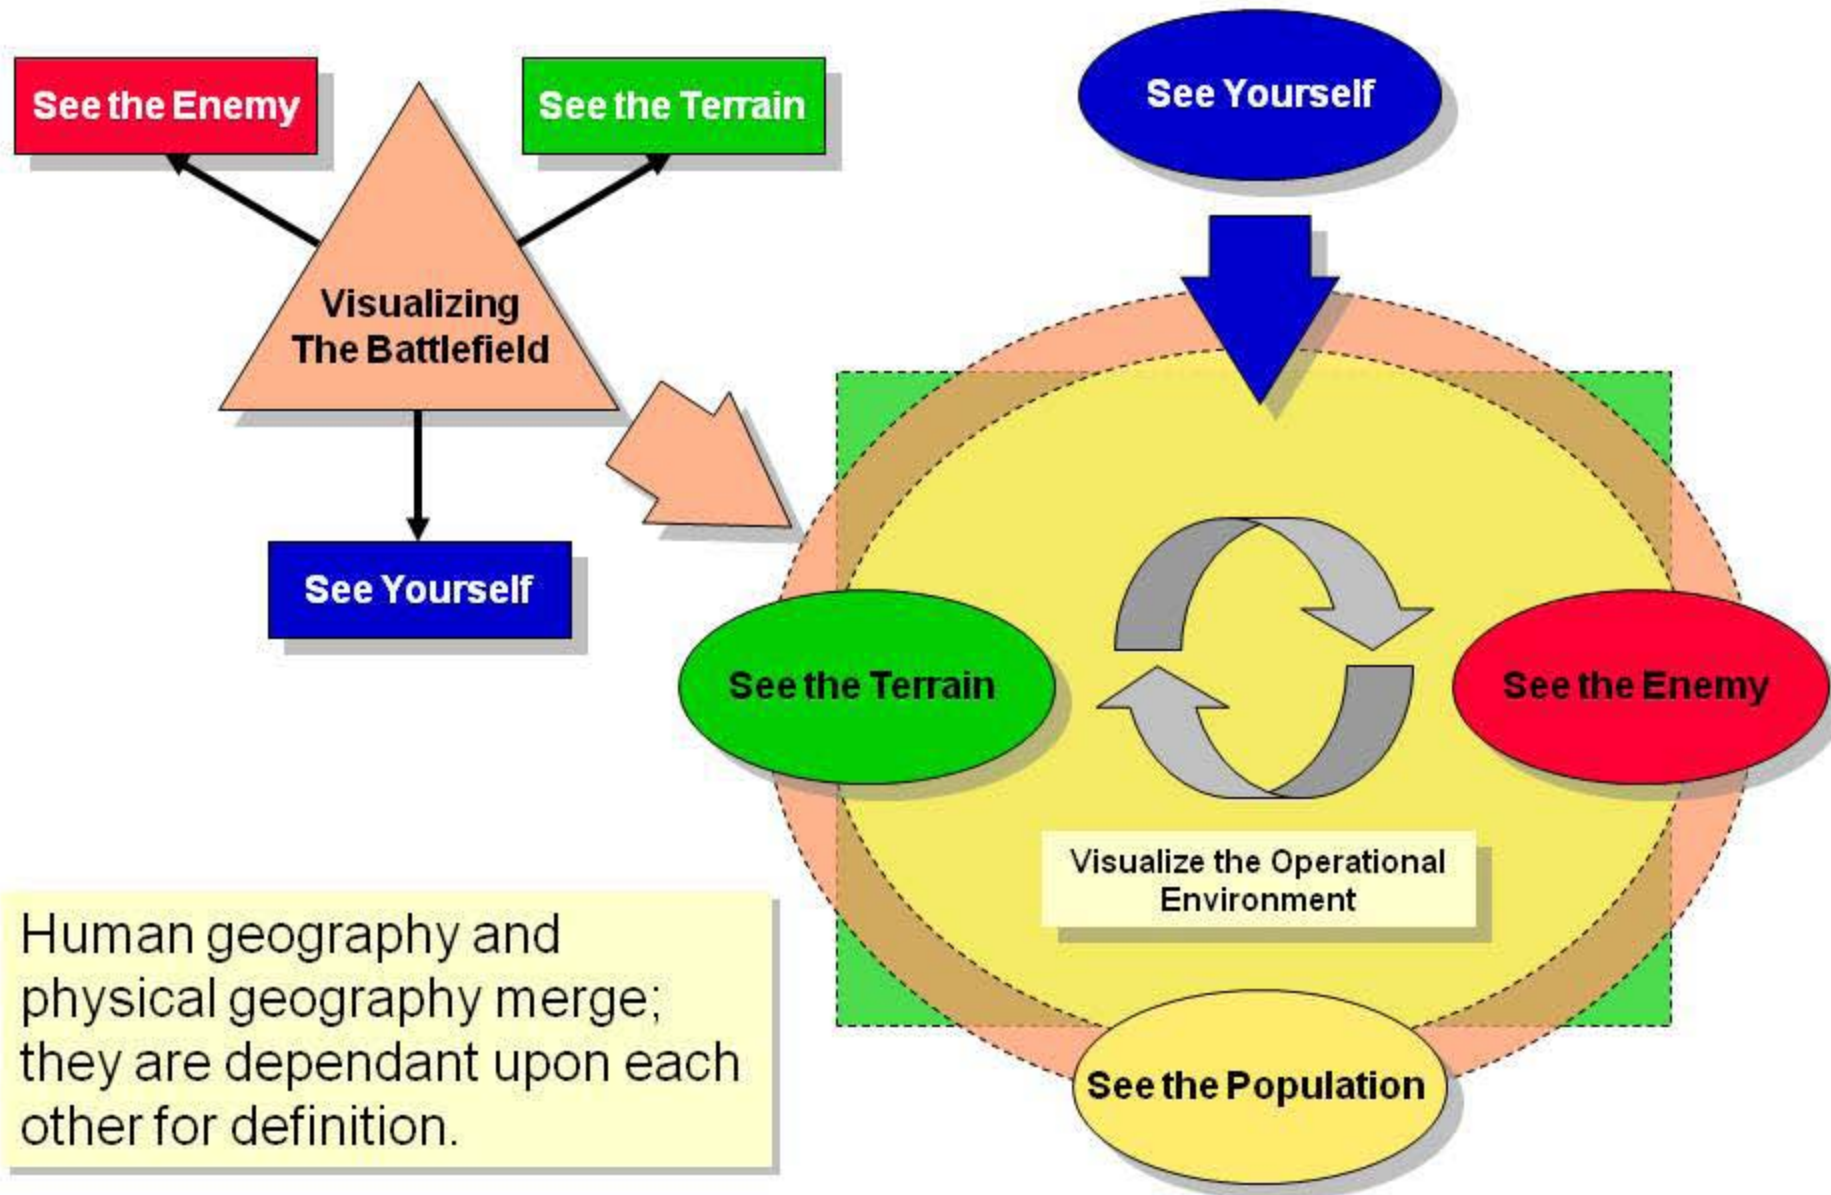 See the Enemy
See the Terrain
See Yourself
Visualizing
The Battlefield
See Yourself
See the Terrain
See the Enemy
Visualize the Operational
Environment
See the Population
Human geography and
physical geography merge;
they are dependant upon each
other for definition.